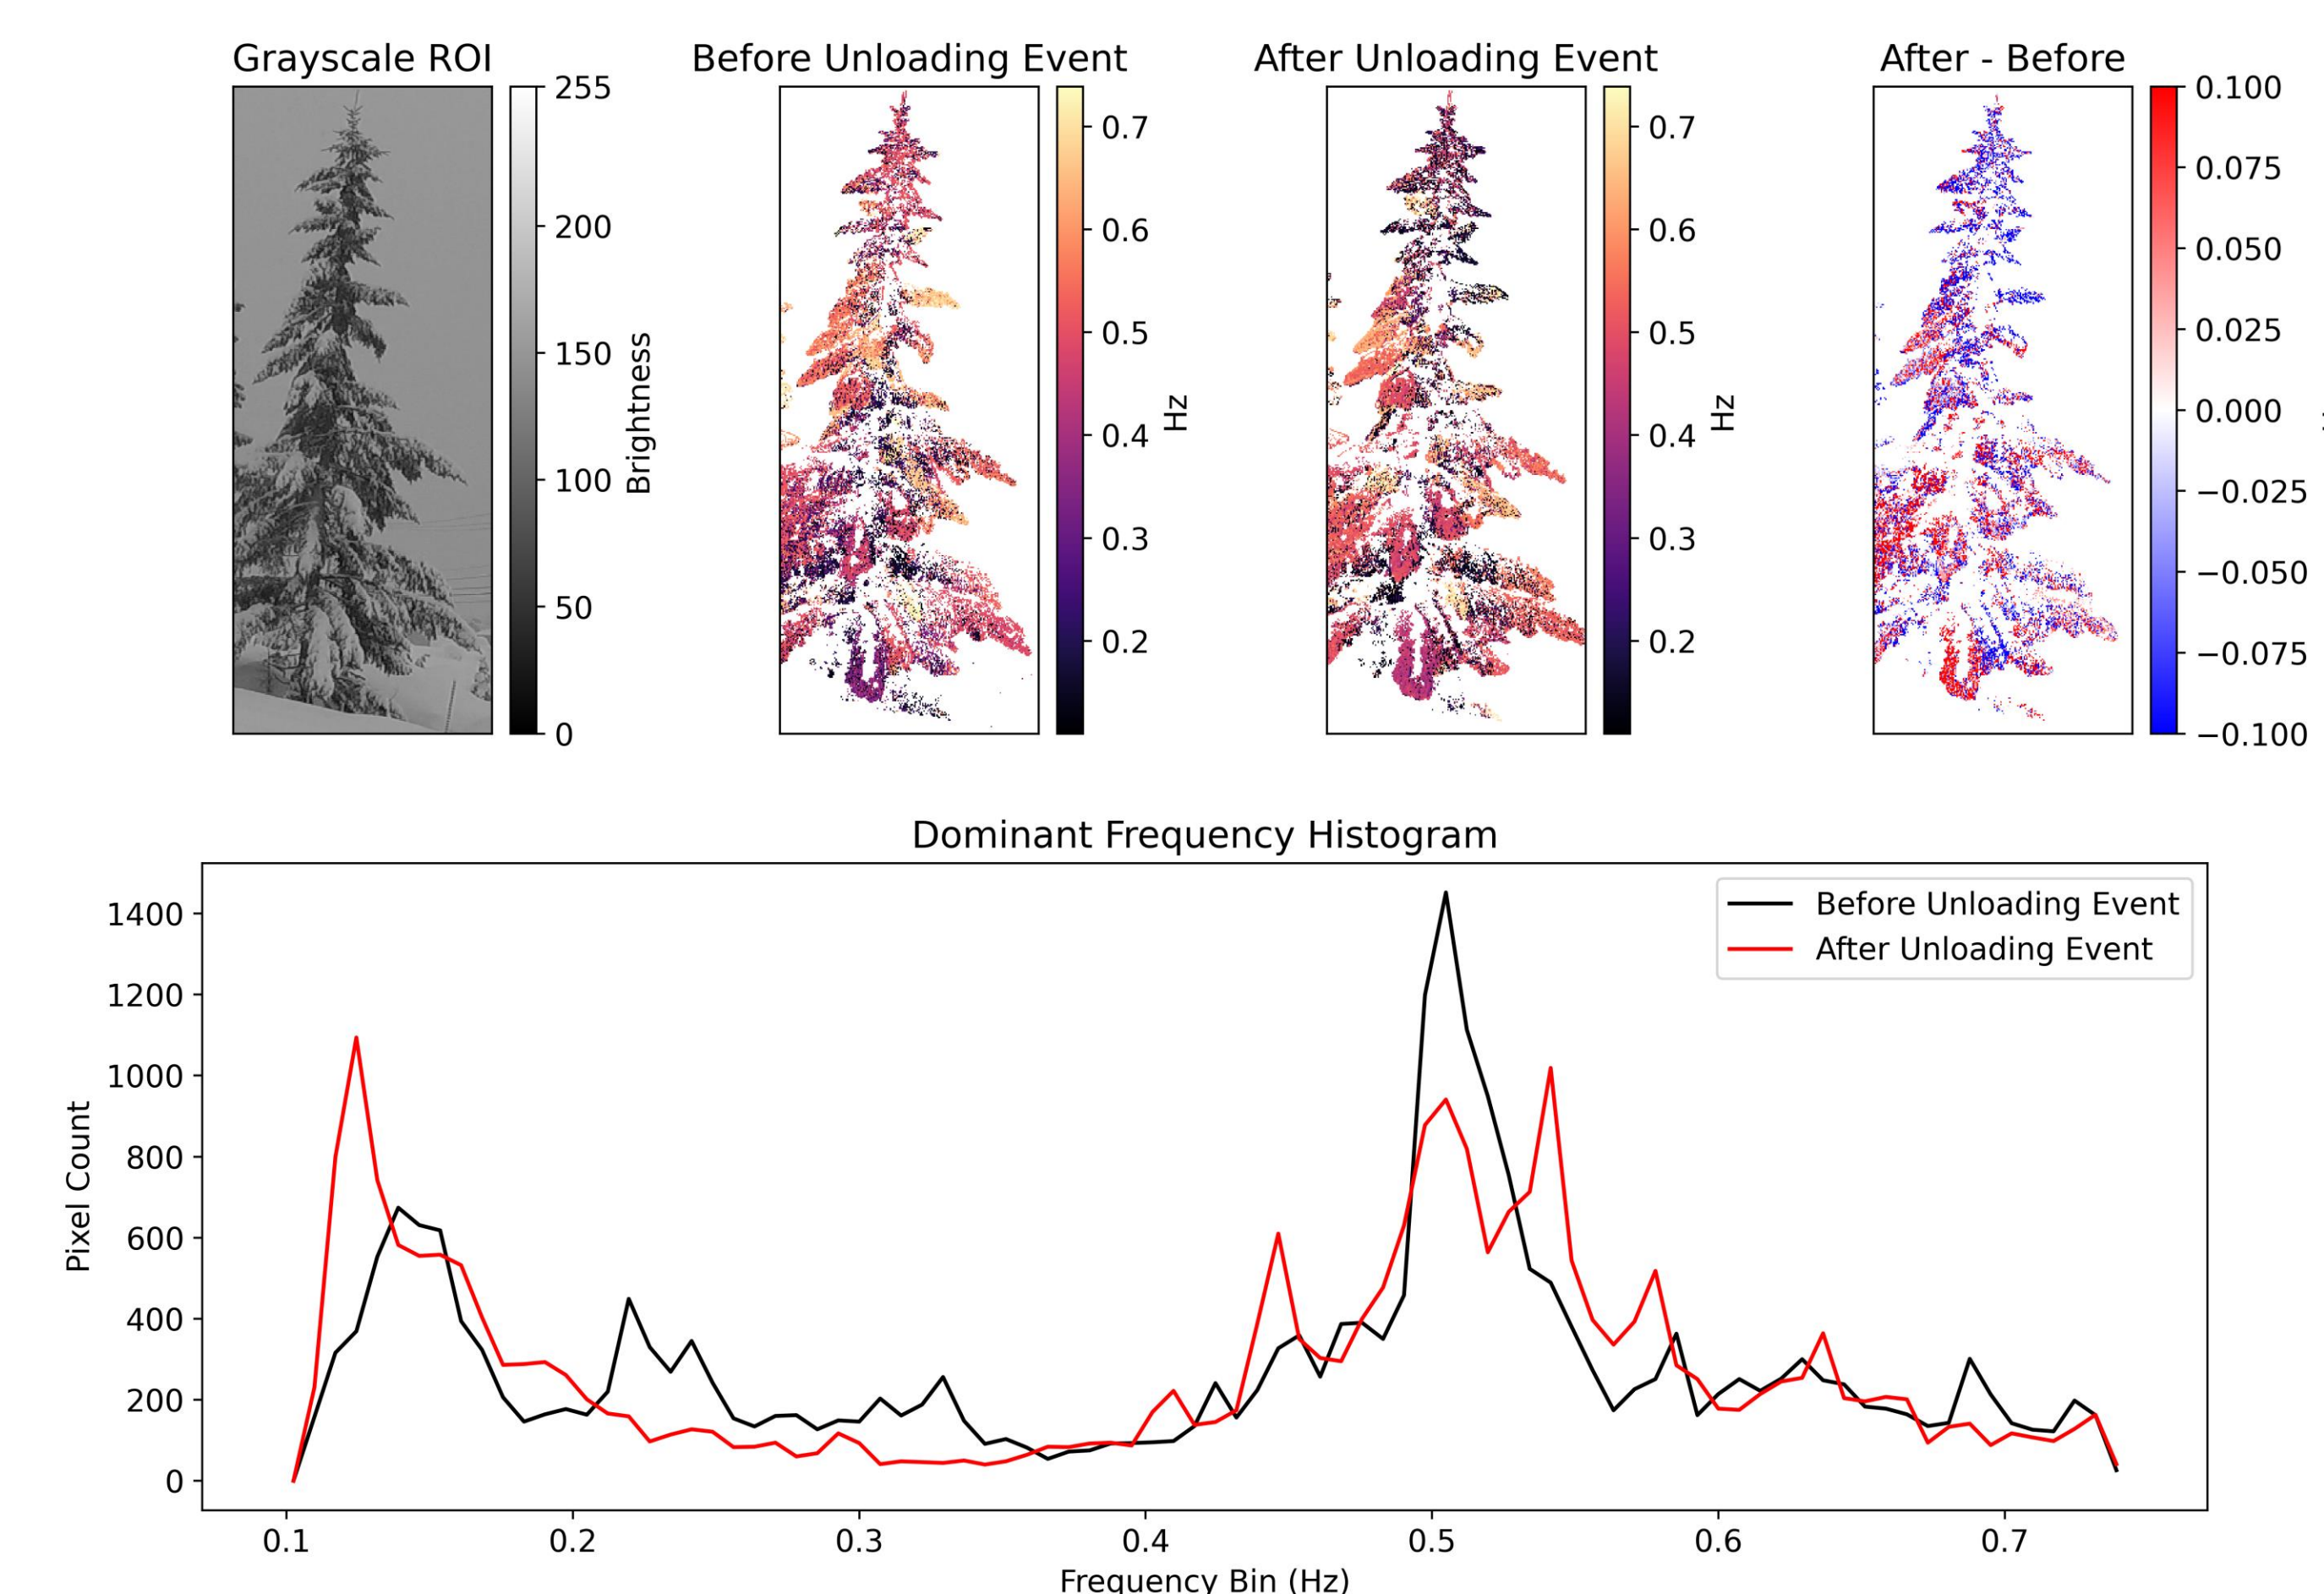 Grayscale ROI
255
200
150
100
50
0
Brightness
Before Unloading Event
0.7
0.6
0.5
0.4
0.3
0.2
Hz
After Unloading Event
0.7
0.6
0.5
0.4
0.3
0.2
Hz
After - Before
0.100
0.075
0.050
0.025
0.000
−0.025
−0.050
−0.075
−0.100
Dominant Frequency Histogram
Before Unloading Event
After Unloading Event
Pixel Count
1400
1200
1000
800
600
400
200
0
0.1 0.2 0.3 0.4 0.5 0.6 0.7
Frequency Bin (Hz)